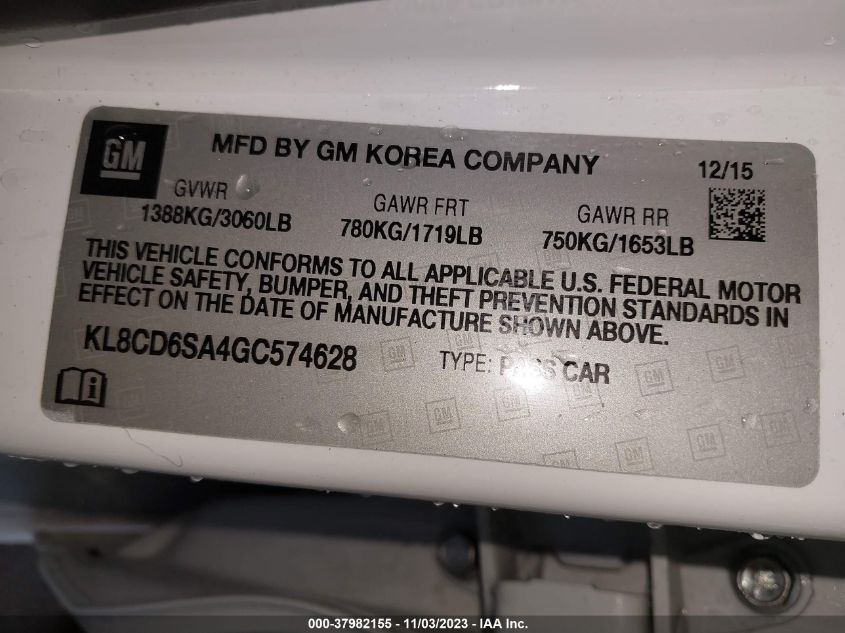 GM
MFD BY GM KOREA COMPANY
12/15
GVWR
1388KG/3060LB
GAWR FRT
780KG/1719LB
GAWR RR
750KG/1653LB
THIS VEHICLE CONFORMS TO ALL APPLICABLE U.S. FEDERAL MOTOR
VEHICLE SAFETY, BUMPER, AND THEFT PREVENTION STANDARDS IN
EFFECT ON THE DATE OF MANUFACTURE SHOWN ABOVE.
KL8CD6SA4GC574628
TYPE: PASS CAR
000-37982155 - 11/03/2023 - IAA Inc.